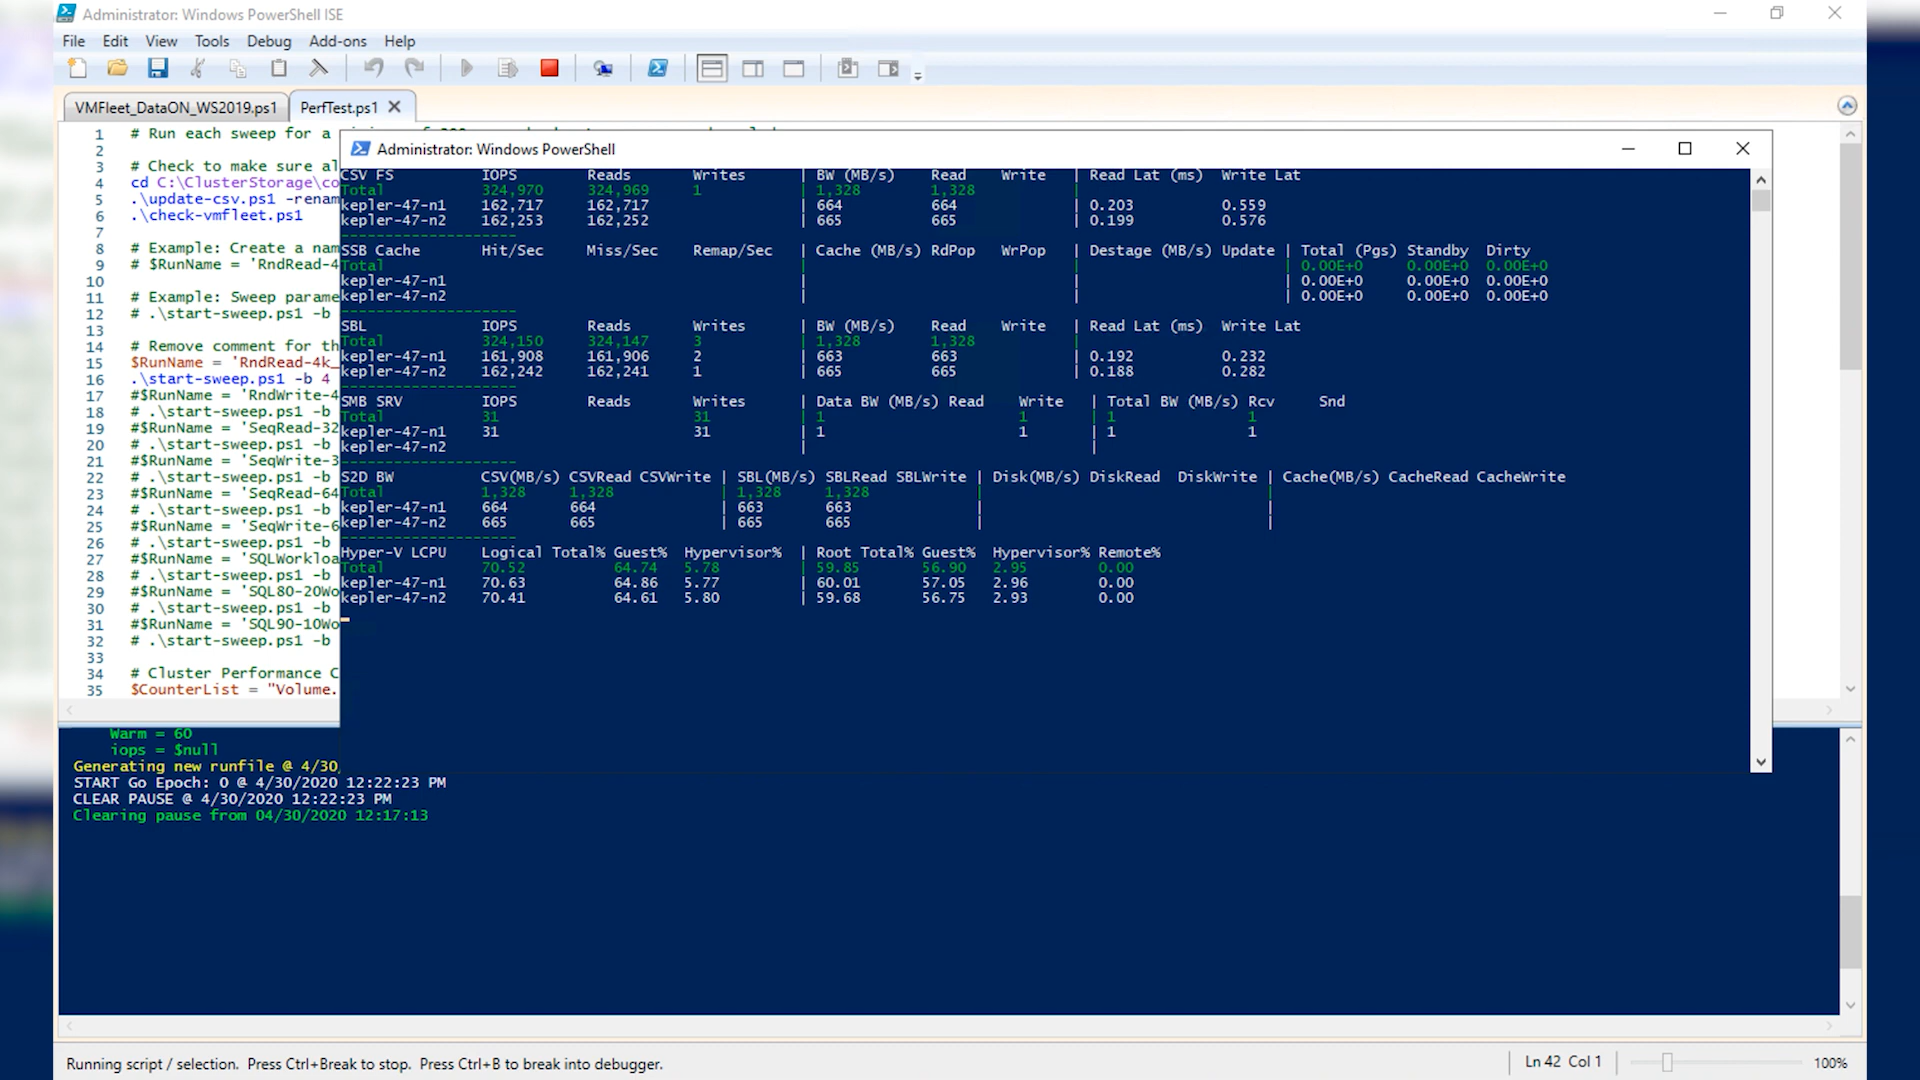 Administrator: Windows PowerShell ISE
File Edit View Tools Debug Add-ons Help
VMFleet_DataON_WS2019.ps1 PerfTest.ps1
1 # Run each sweep for a
2
3 # Check to make sure al
4 cd C:\ClusterStorage\co
5 .\update-csv.ps1 -renam
6 .\check-vmfleet.ps1
7
8 # Example: Create a nam
9 # $RunName = 'RndRead-4
10
11 # Example: Sweep parame
12 # .\start-sweep.ps1 -b
13
14 # Remove comment for th
15 $RunName = 'RndRead-4k_
16 .\start-sweep.ps1 -b 4
17 #$RunName = 'RndWrite-4
18 # .\start-sweep.ps1 -b
19 #$RunName = 'SeqRead-32
20 # .\start-sweep.ps1 -b
21 #$RunName = 'SeqWrite-3
22 # .\start-sweep.ps1 -b
23 #$RunName = 'SeqRead-64
24 # .\start-sweep.ps1 -b
25 #$RunName = 'SeqWrite-6
26 # .\start-sweep.ps1 -b
27 #$RunName = 'SQLWorkloa
28 # .\start-sweep.ps1 -b
29 #$RunName = 'SQL80-20Wo
30 # .\start-sweep.ps1 -b
31 #$RunName = 'SQL90-10Wo
32 # .\start-sweep.ps1 -b
33
34 # Cluster Performance C
35 $CounterList = "Volume.
Administrator: Windows PowerShell
CSV FS IOPS Reads Writes | BW (MB/s) Read Write | Read Lat (ms) Write Lat
Total 324,970 324,969 1 | 1,328 1,328 |
kepler-47-n1 162,717 162,717 | 664 664 | 0.203 0.559
kepler-47-n2 162,253 162,252 | 665 665 | 0.199 0.576
--------------------
SSB Cache Hit/Sec Miss/Sec Remap/Sec | Cache (MB/s) RdPop WrPop | Destage (MB/s) Update | Total (Pgs) Standby Dirty
Total | | | 0.00E+0 0.00E+0 0.00E+0
kepler-47-n1 | | | 0.00E+0 0.00E+0 0.00E+0
kepler-47-n2 | | | 0.00E+0 0.00E+0 0.00E+0
--------------------
SBL IOPS Reads Writes | BW (MB/s) Read Write | Read Lat (ms) Write Lat
Total 324,150 324,147 3 | 1,328 1,328 |
kepler-47-n1 161,908 161,906 2 | 663 663 | 0.192 0.232
kepler-47-n2 162,242 162,241 1 | 665 665 | 0.188 0.282
--------------------
SMB SRV IOPS Reads Writes | Data BW (MB/s) Read Write | Total BW (MB/s) Rcv Snd
Total 31 31 | 1 1 | 1 1
kepler-47-n1 31 31 | 1 1 | 1 1
kepler-47-n2 | |
--------------------
S2D BW CSV(MB/s) CSVRead CSVWrite | SBL(MB/s) SBLRead SBLWrite | Disk(MB/s) DiskRead DiskWrite | Cache(MB/s) CacheRead CacheWrite
Total 1,328 1,328 | 1,328 1,328 | |
kepler-47-n1 664 664 | 663 663 | |
kepler-47-n2 665 665 | 665 665 | |
--------------------
Hyper-V LCPU Logical Total% Guest% Hypervisor% | Root Total% Guest% Hypervisor% Remote%
Total 70.52 64.74 5.78 | 59.85 56.90 2.95 0.00
kepler-47-n1 70.63 64.86 5.77 | 60.01 57.05 2.96 0.00
kepler-47-n2 70.41 64.61 5.80 | 59.68 56.75 2.93 0.00
Warm = 60
iops = $null
Generating new runfile @ 4/30
START Go Epoch: 0 @ 4/30/2020 12:22:23 PM
CLEAR PAUSE @ 4/30/2020 12:22:23 PM
Clearing pause from 04/30/2020 12:17:13
Running script / selection. Press Ctrl+Break to stop. Press Ctrl+B to break into debugger.
Ln 42 Col 1 100%